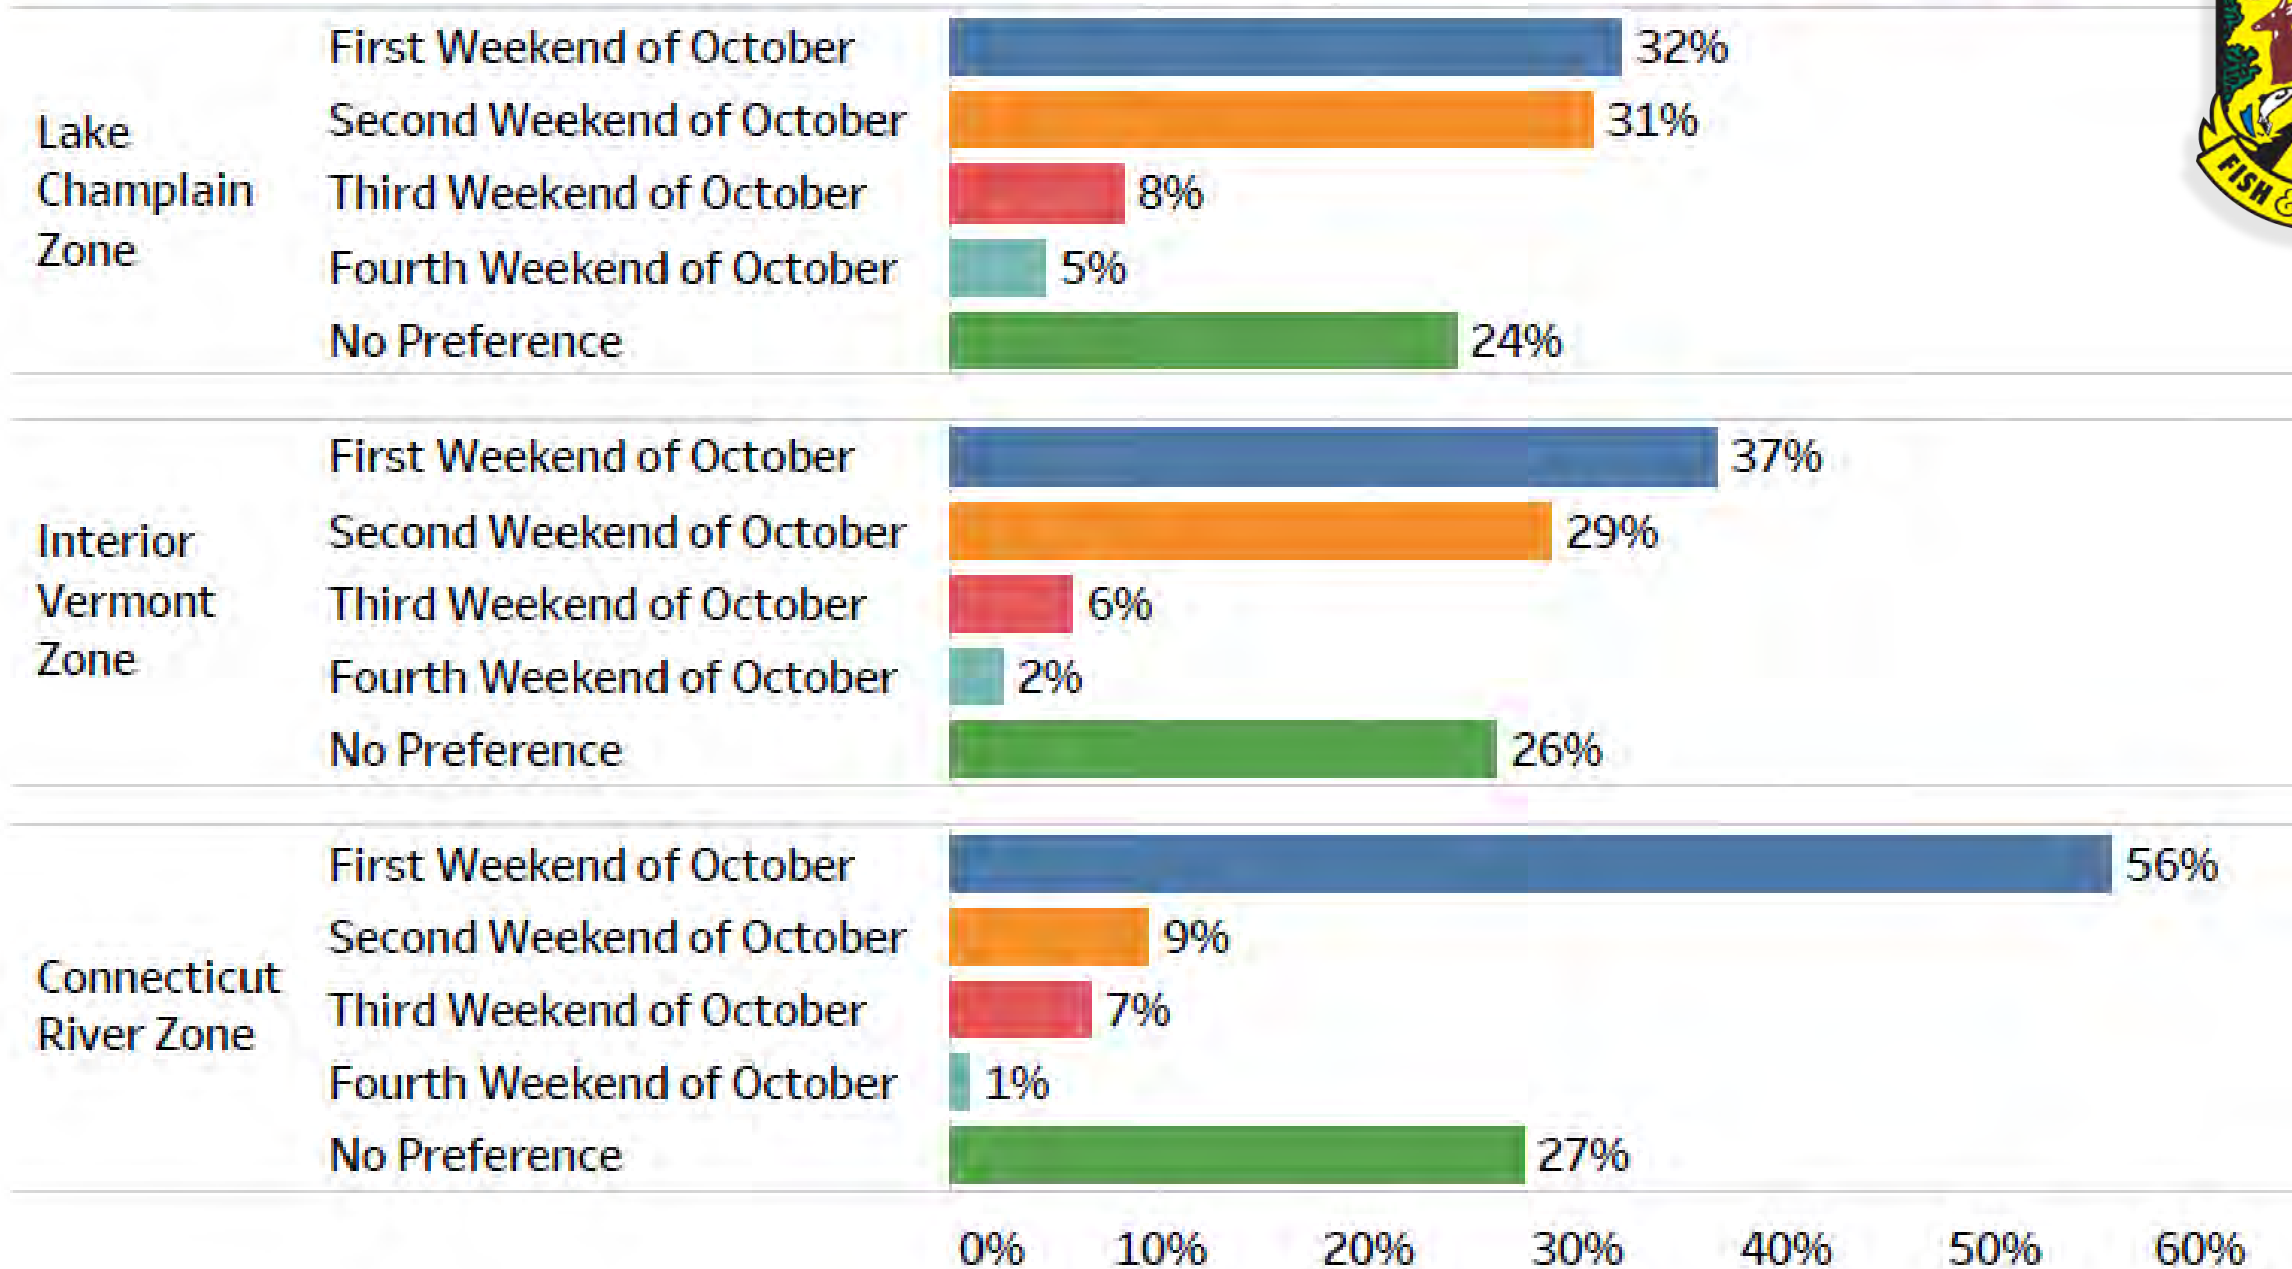 First Weekend of October 32%
Second Weekend of October 31%
Lake
Champlain
Zone
Third Weekend of October 8%
Fourth Weekend of October 5%
No Preference 24%
First Weekend of October 37%
Second Weekend of October 29%
Interior
Vermont
Zone
Third Weekend of October 6%
Fourth Weekend of October 2%
No Preference 26%
First Weekend of October 56%
Second Weekend of October 9%
Connecticut
River Zone
Third Weekend of October 7%
Fourth Weekend of October 1%
No Preference 27%
0% 10% 20% 30% 40% 50% 60%
FISH &